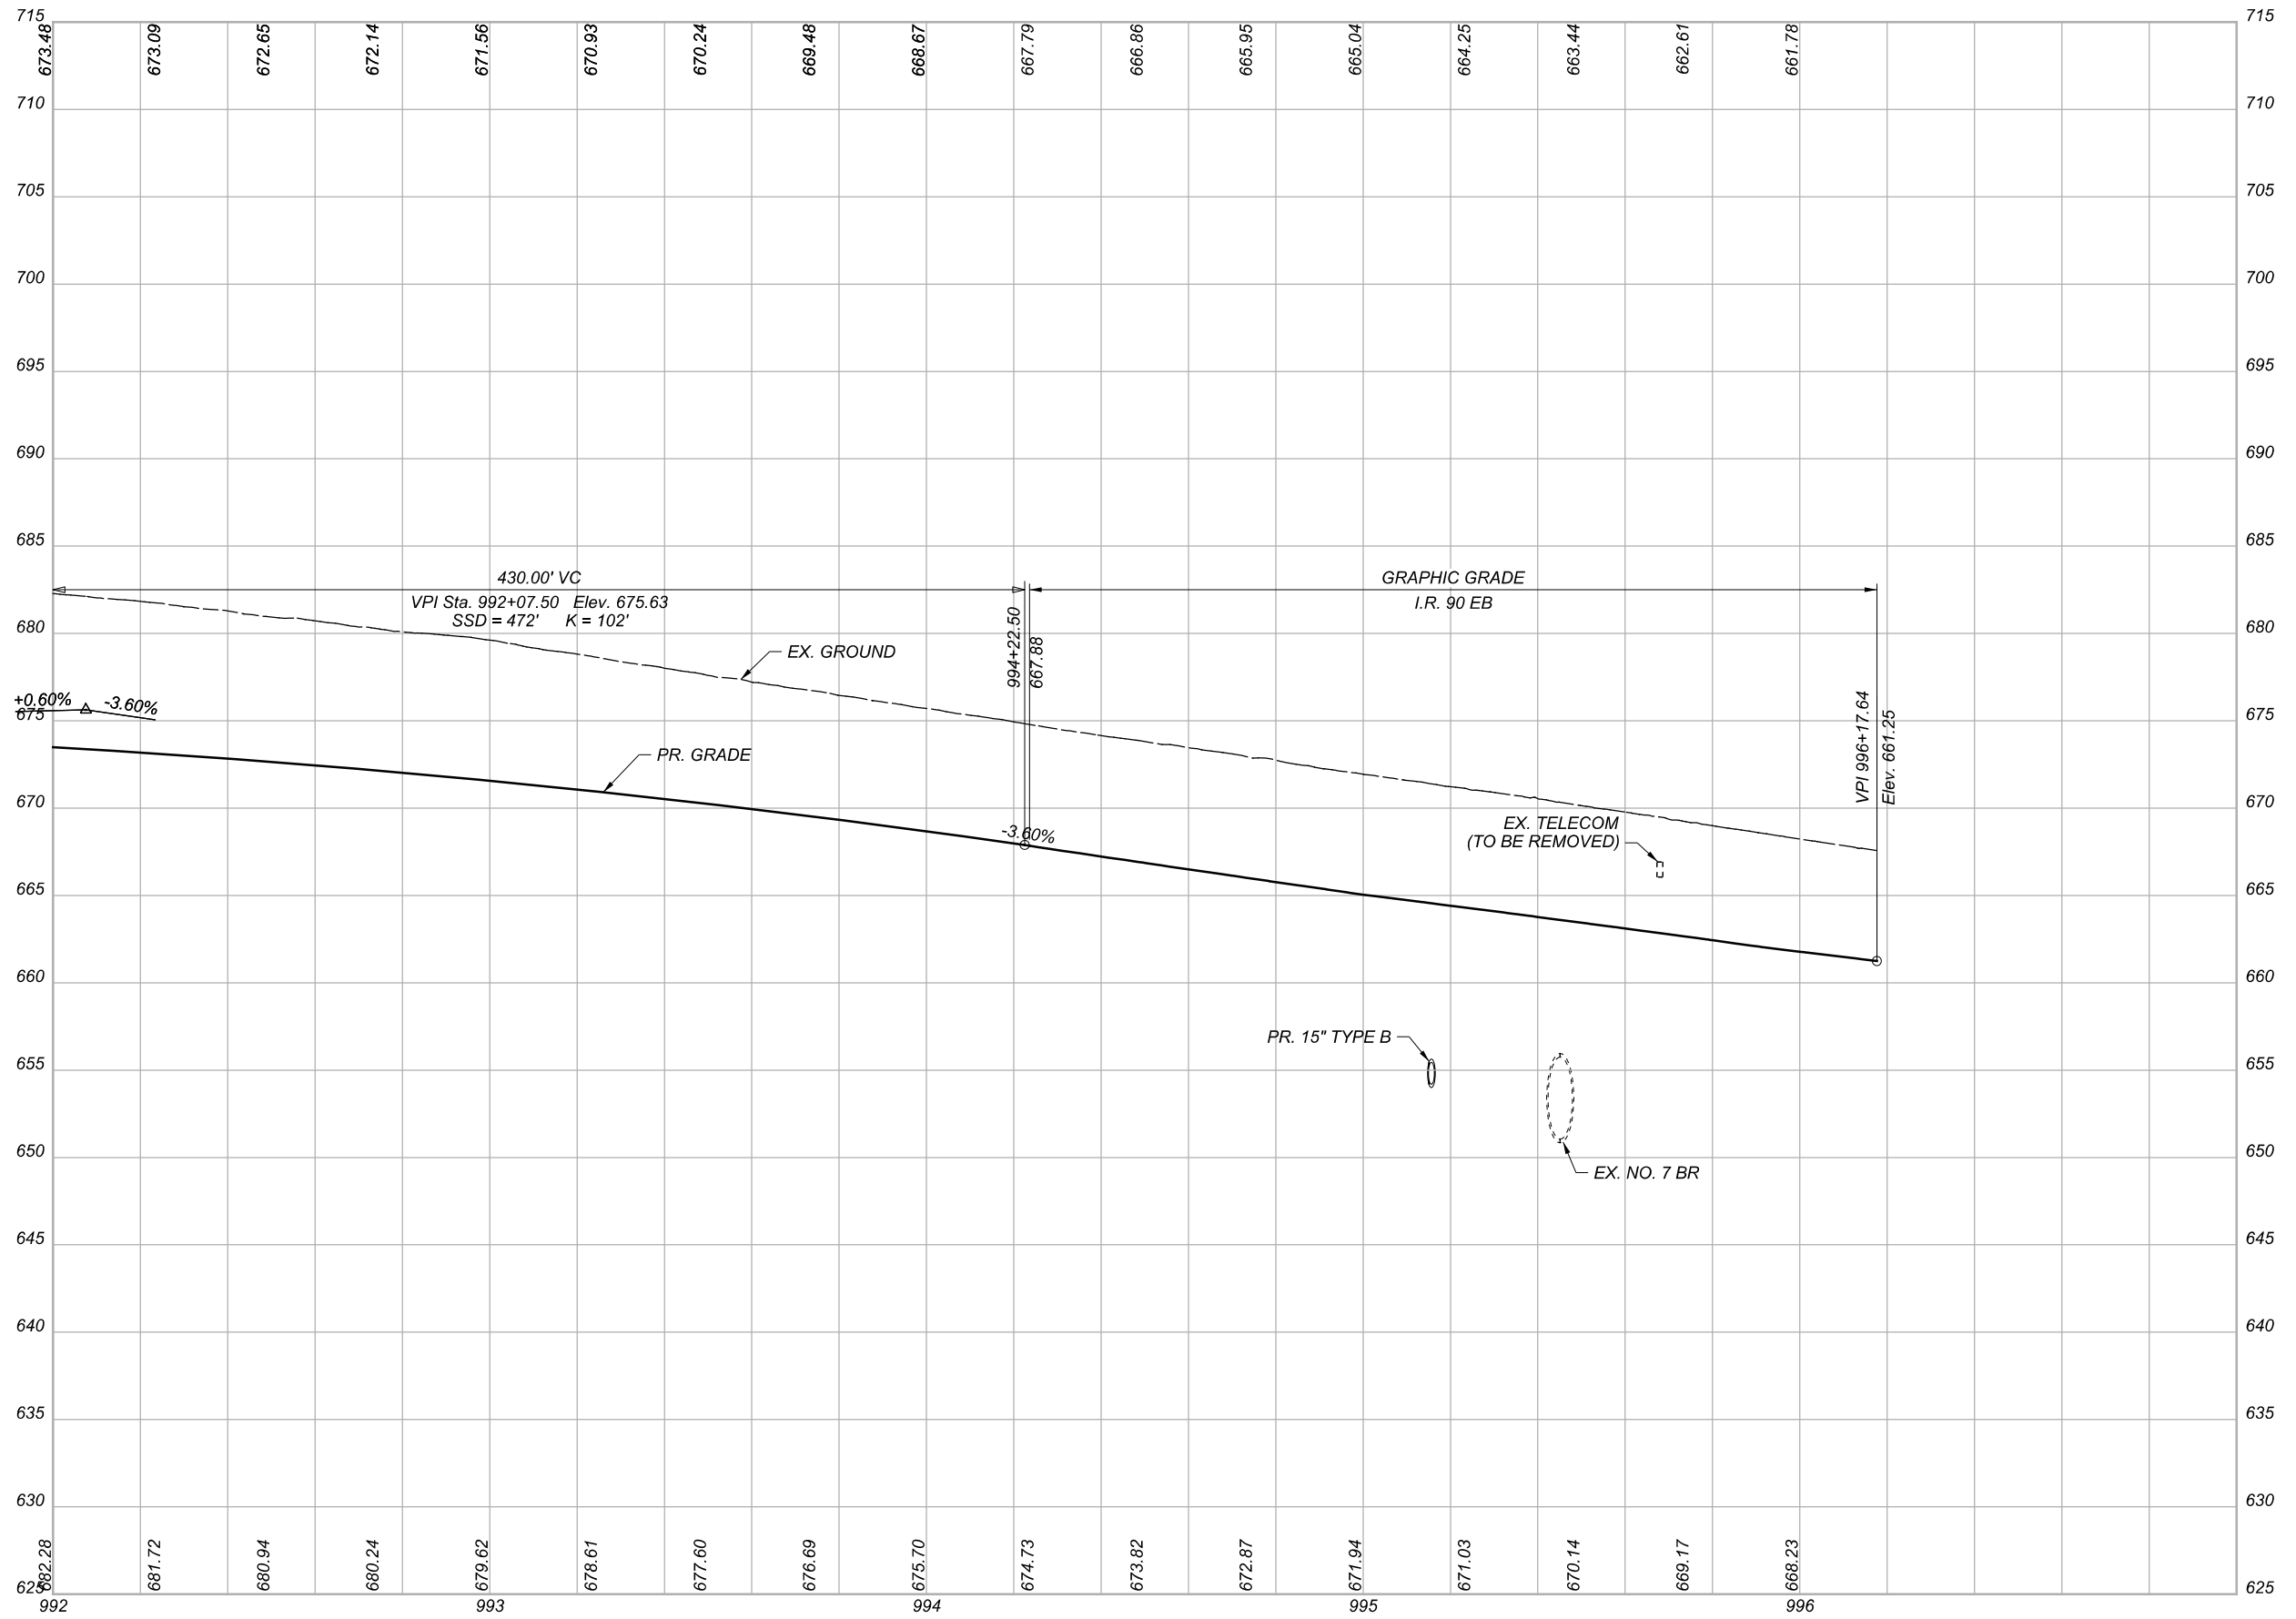 715 715
673.48 673.09 672.65 672.14 671.56 670.93 670.24 669.48 668.67 667.79 666.86 665.95 665.04 664.25 663.44 662.61 661.78
710 710
705 705
700 700
695 695
690 690
685 685
430.00' VC
GRAPHIC GRADE
VPI Sta. 992+07.50 Elev. 675.63
I.R. 90 EB
SSD = 472' K = 102'
680 680
994+22.50
667.88
EX. GROUND
+0.60% -3.60%
675 675
VPI 996+17.64
Elev. 661.25
PR. GRADE
670 670
EX. TELECOM
(TO BE REMOVED)
-3.60%
665 665
660 660
PR. 15" TYPE B
655 655
650 650
EX. NO. 7 BR
645 645
640 640
635 635
630 630
682.28 681.72 680.94 680.24 679.62 678.61 677.60 676.69 675.70 674.73 673.82 672.87 671.94 671.03 670.14 669.17 668.23
625 625
992 993 994 995 996